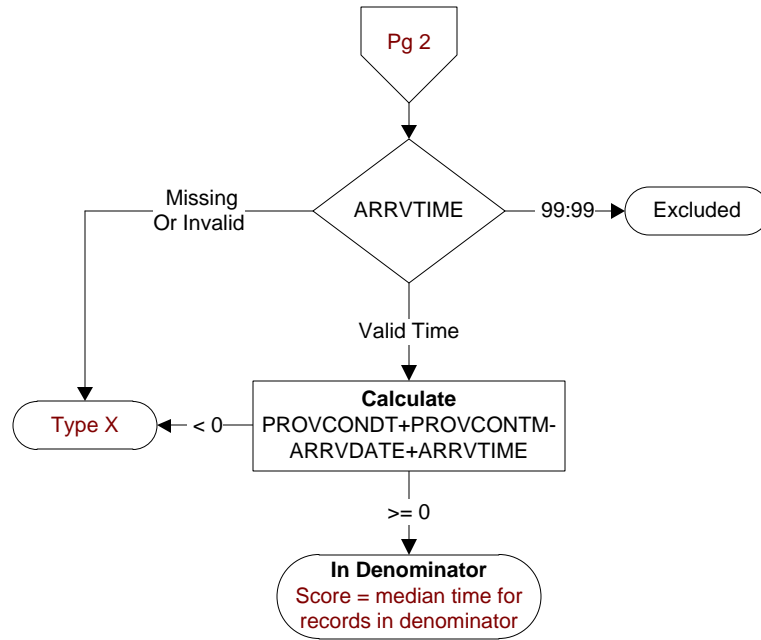 Pg 2
Missing
Or Invalid
ARRVTIME
99:99
Excluded
Valid Time
Calculate
PROVCONDT+PROVCONTM-
ARRVDATE+ARRVTIME
< 0
Type X
>= 0
In Denominator
Score = median time for
records in denominator